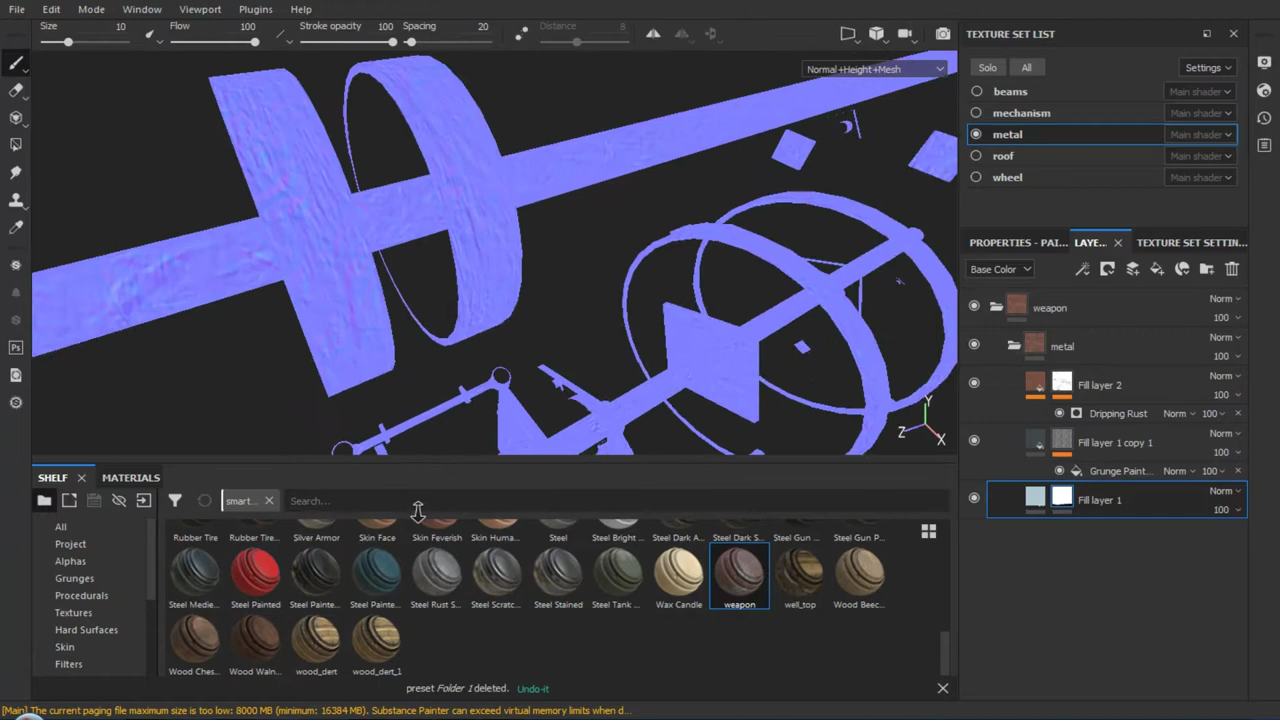 File Edit Mode Window Viewport Plugins Help
Size 10 Flow 100 Stroke opacity 100 Spacing 20 Distance 8
Normal+Height+Mesh
TEXTURE SET LIST
Solo All Settings
beams Main shader
mechanism Main shader
metal Main shader
roof Main shader
wheel Main shader
PROPERTIES - PAI... LAYE... TEXTURE SET SETTIN...
Base Color
weapon Norm 100
metal Norm 100
Fill layer 2 Norm 100
Dripping Rust Norm 100
Fill layer 1 copy 1 Norm 100
Grunge Paint... Norm 100
Fill layer 1 Norm 100
Y
Z X
SHELF MATERIALS
smart... Search...
All
Project
Alphas
Grunges
Procedurals
Textures
Hard Surfaces
Skin
Filters
Rubber Tire Rubber Tire... Silver Armor Skin Face Skin Feverish Skin Huma... Steel Steel Bright ... Steel Dark A... Steel Dark S... Steel Gun ... Steel Gun P...
Steel Medie... Steel Painted Steel Painte... Steel Painte... Steel Rust S... Steel Scratc... Steel Stained Steel Tank ... Wax Candle weapon well_top Wood Beec...
Wood Ches... Wood Waln... wood_dert wood_dert_1
preset Folder 1 deleted. Undo-it
[Main] The current paging file maximum size is too low: 8000 MB (minimum: 16384 MB). Substance Painter can exceed virtual memory limits when d...